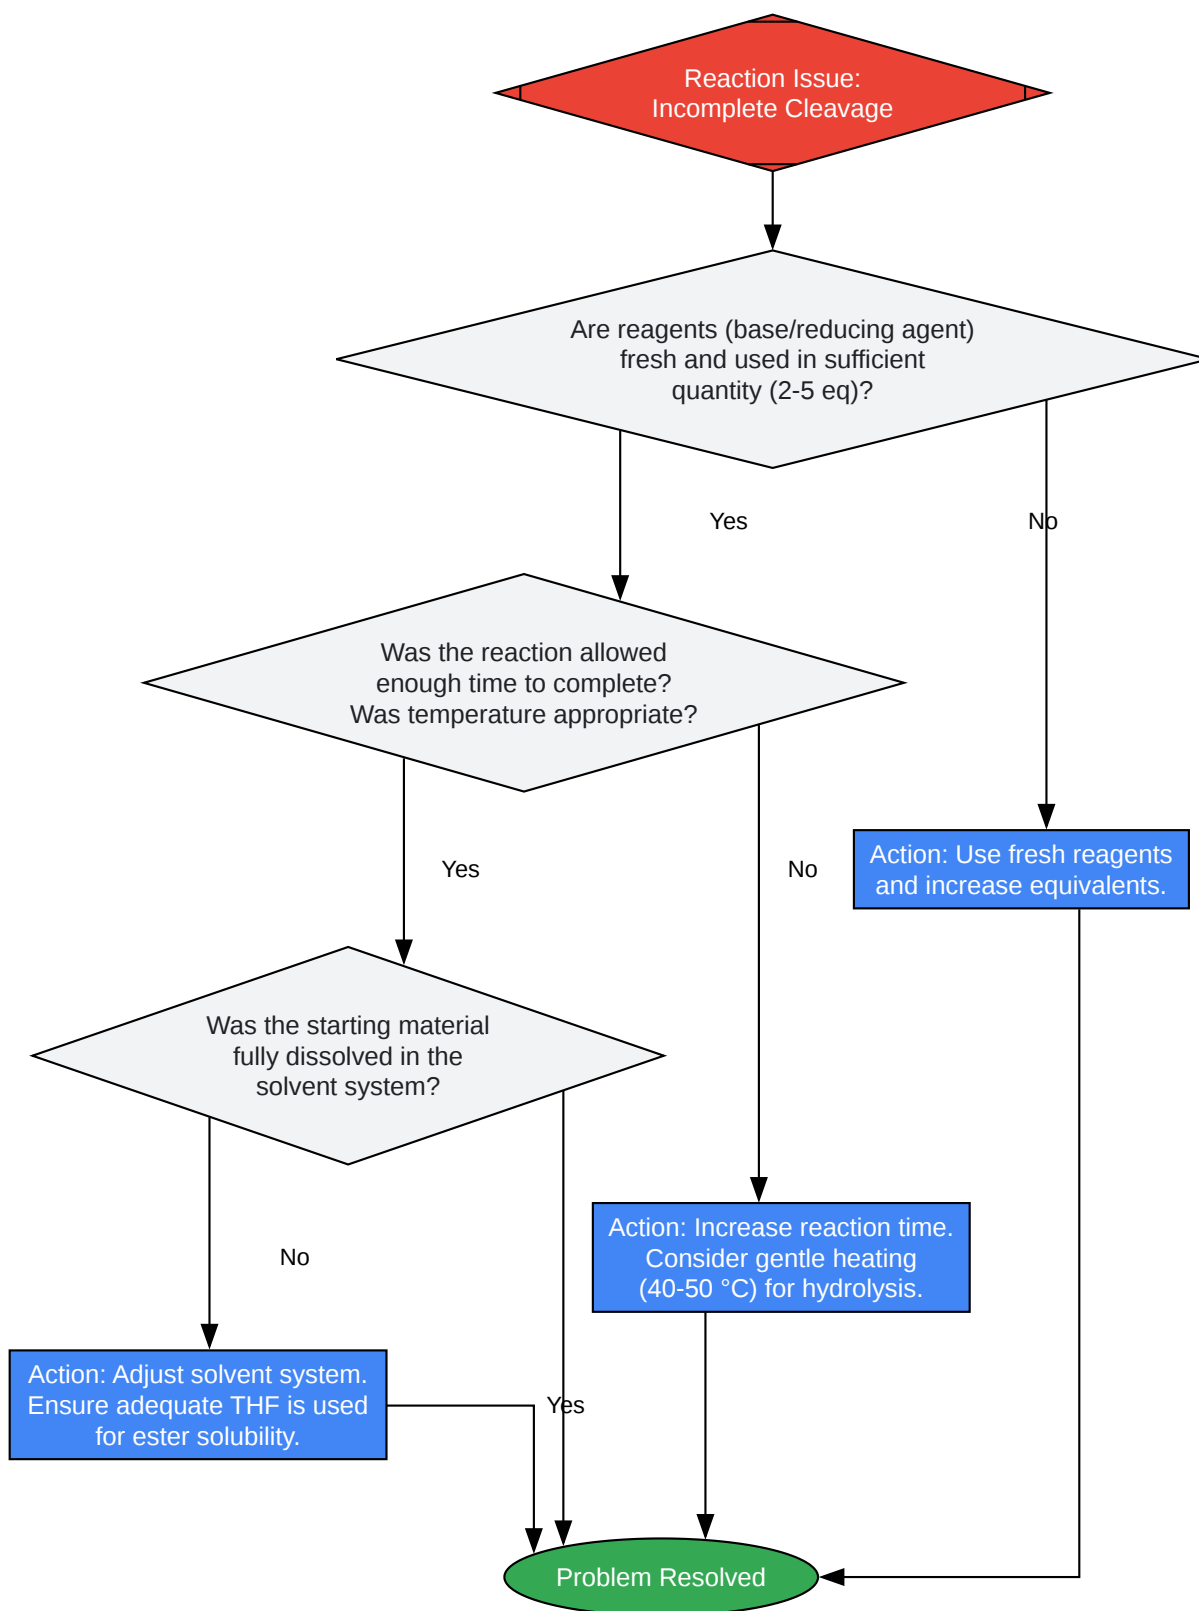 Reaction Issue:
Incomplete Cleavage
Are reagents (base/reducing agent)
fresh and used in sufficient
quantity (2-5 eq)?
Yes
No
Was the reaction allowed
enough time to complete?
Was temperature appropriate?
Yes
No
Action: Use fresh reagents
and increase equivalents.
Was the starting material
fully dissolved in the
solvent system?
No
Action: Increase reaction time.
Consider gentle heating
(40-50 °C) for hydrolysis.
Action: Adjust solvent system.
Ensure adequate THF is used
for ester solubility.
Yes
Problem Resolved